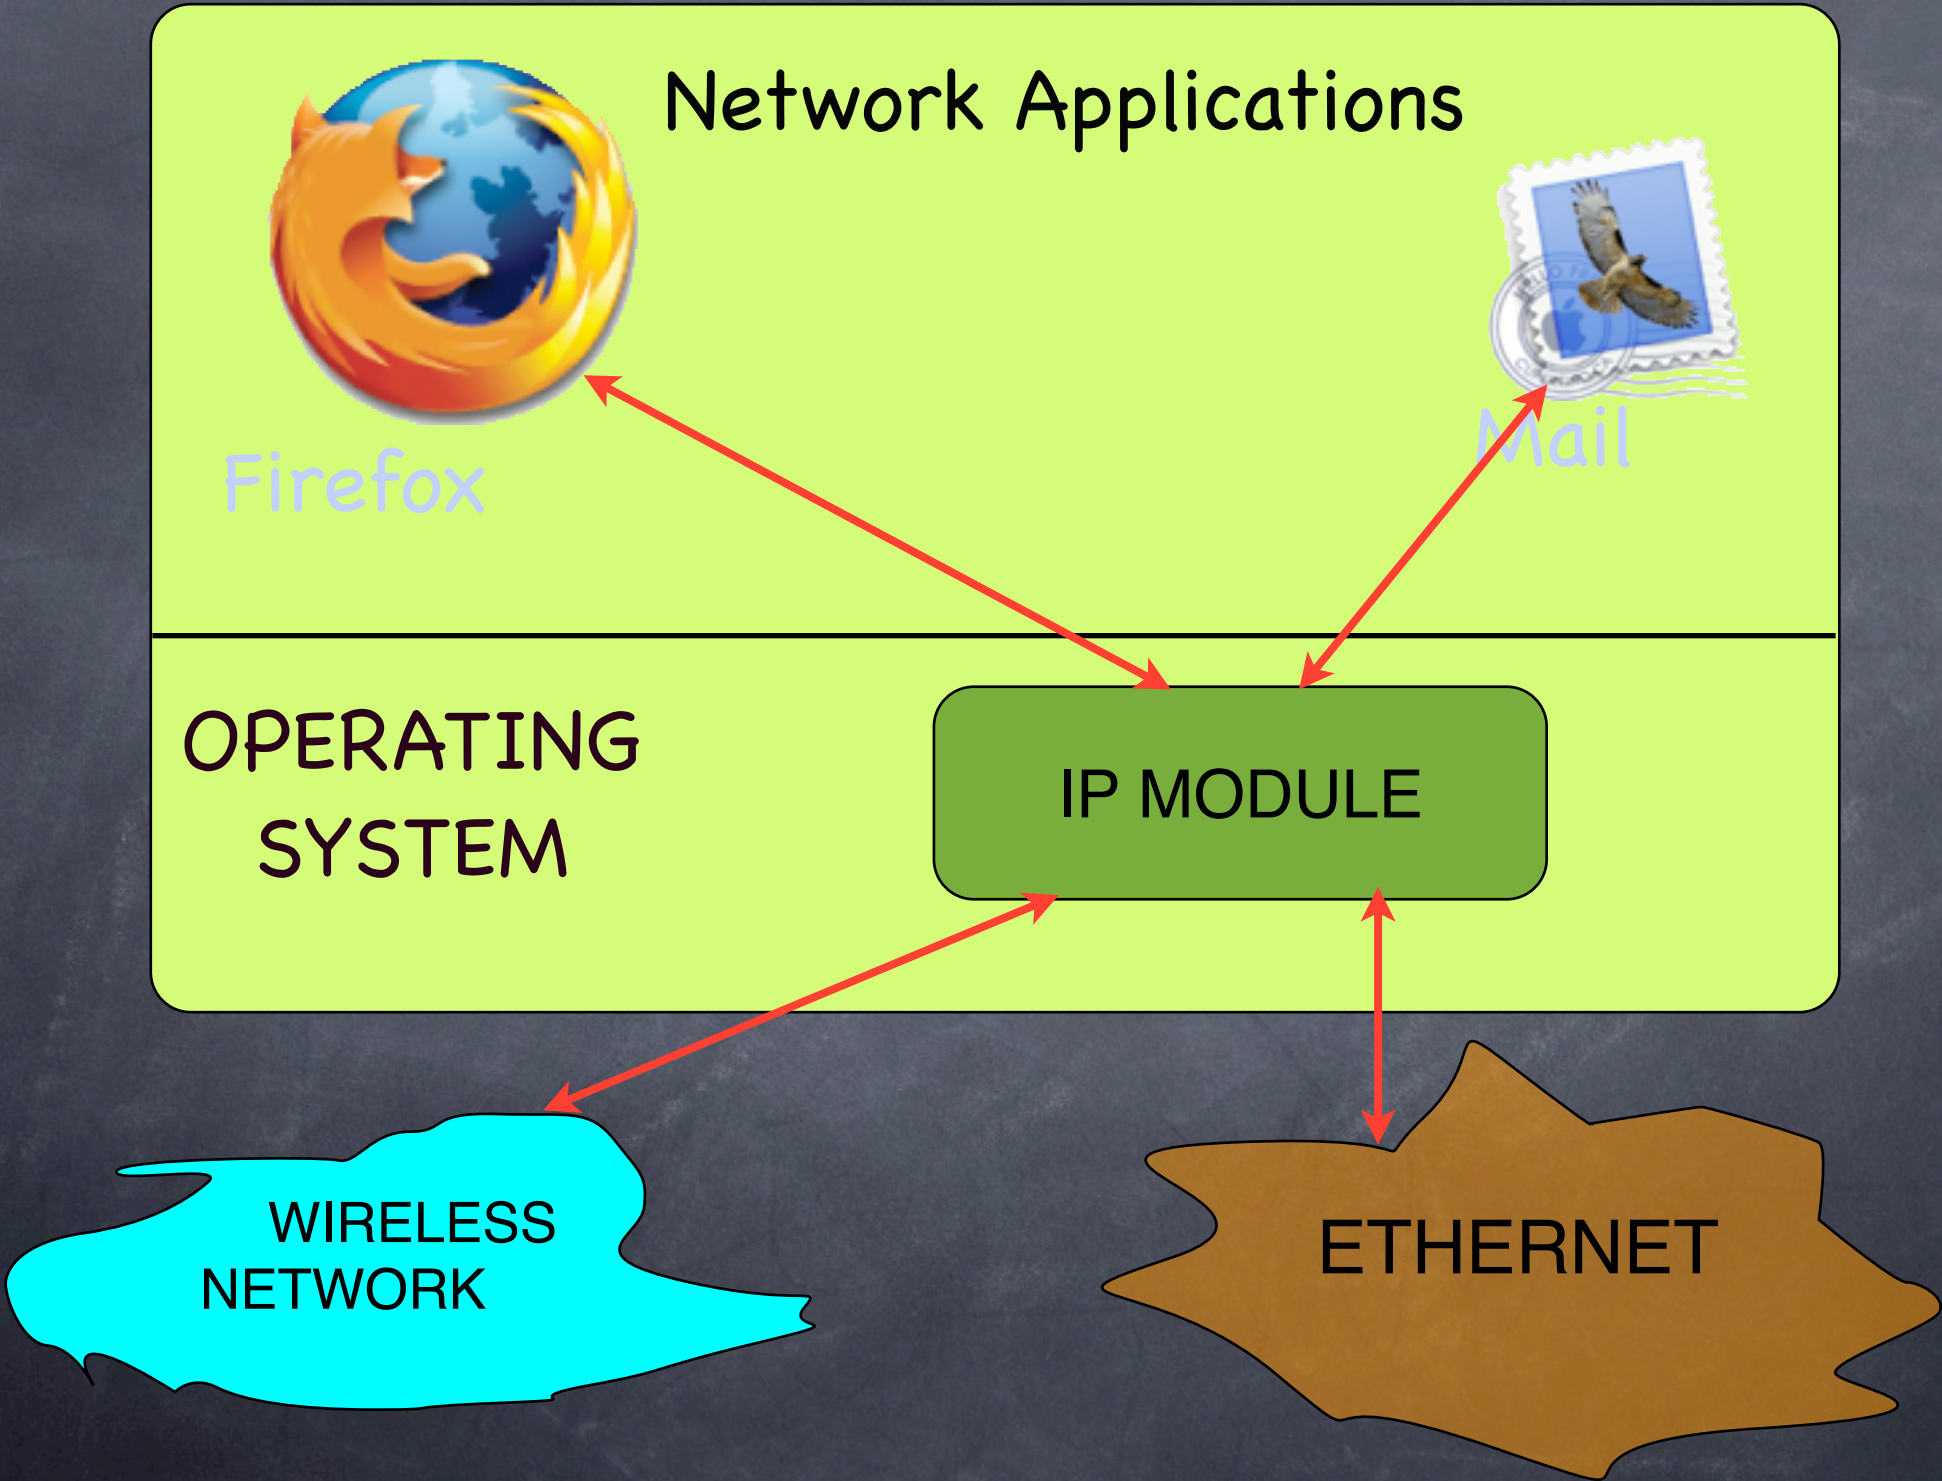 Network Applications
Firefox
Mail
OPERATING
SYSTEM
IP MODULE
WIRELESS
NETWORK
ETHERNET